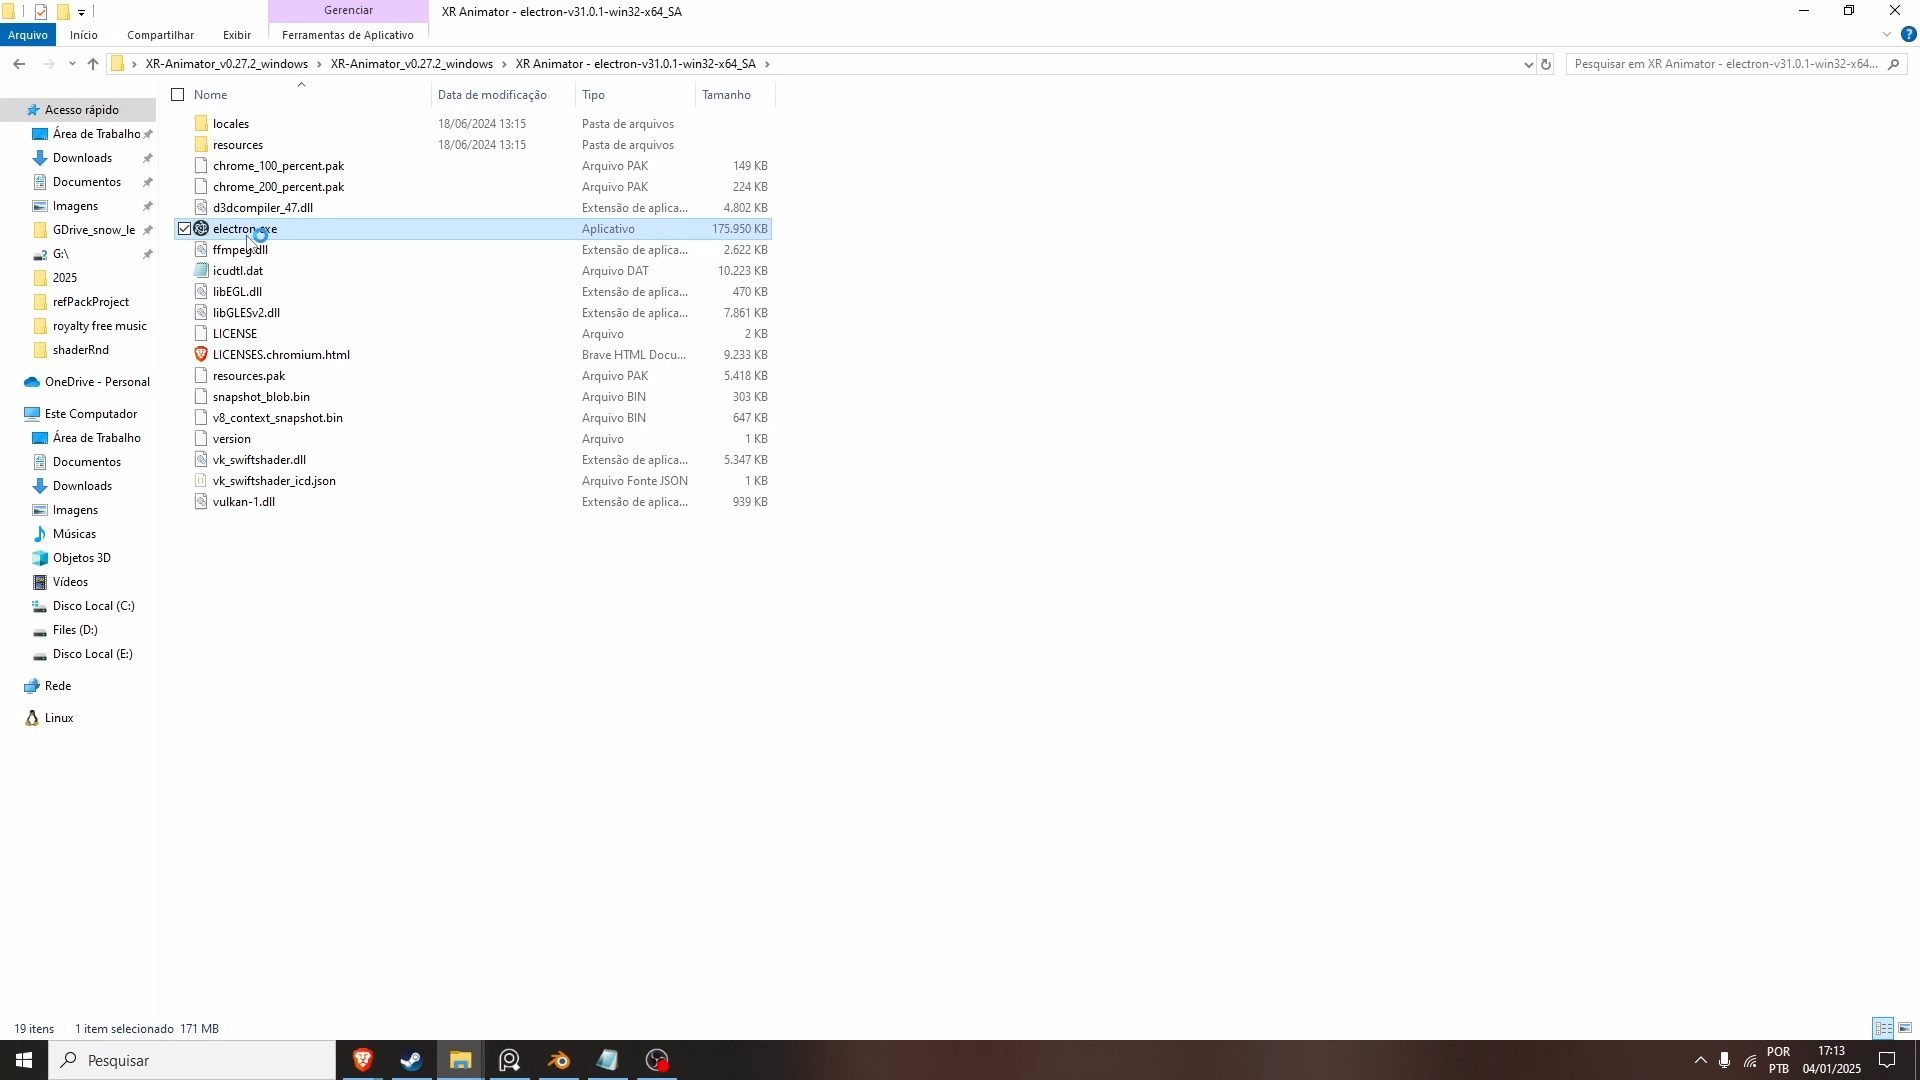 Gerenciar
XR Animator - electron-v31.0.1-win32-x64_SA
Arquivo
Início
Compartilhar
Exibir
Ferramentas de Aplicativo
XR-Animator_v0.27.2_windows
XR-Animator_v0.27.2_windows
XR Animator - electron-v31.0.1-win32-x64_SA
Pesquisar em XR Animator - electron-v31.0.1-win32-x64...
Nome
Data de modificação
Tipo
Tamanho
Acesso rápido
Área de Trabalho
Downloads
Documentos
Imagens
GDrive_snow_le
G:\
2025
refPackProject
royalty free music
shaderRnd
OneDrive - Personal
Este Computador
Área de Trabalho
Documentos
Downloads
Imagens
Músicas
Objetos 3D
Vídeos
Disco Local (C:)
Files (D:)
Disco Local (E:)
Rede
Linux
locales 18/06/2024 13:15 Pasta de arquivos
resources 18/06/2024 13:15 Pasta de arquivos
chrome_100_percent.pak Arquivo PAK 149 KB
chrome_200_percent.pak Arquivo PAK 224 KB
d3dcompiler_47.dll Extensão de aplica... 4.802 KB
electron.exe Aplicativo 175.950 KB
ffmpeg.dll Extensão de aplica... 2.622 KB
icudtl.dat Arquivo DAT 10.223 KB
libEGL.dll Extensão de aplica... 470 KB
libGLESv2.dll Extensão de aplica... 7.861 KB
LICENSE Arquivo 2 KB
LICENSES.chromium.html Brave HTML Docu... 9.233 KB
resources.pak Arquivo PAK 5.418 KB
snapshot_blob.bin Arquivo BIN 303 KB
v8_context_snapshot.bin Arquivo BIN 647 KB
version Arquivo 1 KB
vk_swiftshader.dll Extensão de aplica... 5.347 KB
vk_swiftshader_icd.json Arquivo Fonte JSON 1 KB
vulkan-1.dll Extensão de aplica... 939 KB
19 itens 1 item selecionado 171 MB
Pesquisar
POR
PTB
17:13
04/01/2025